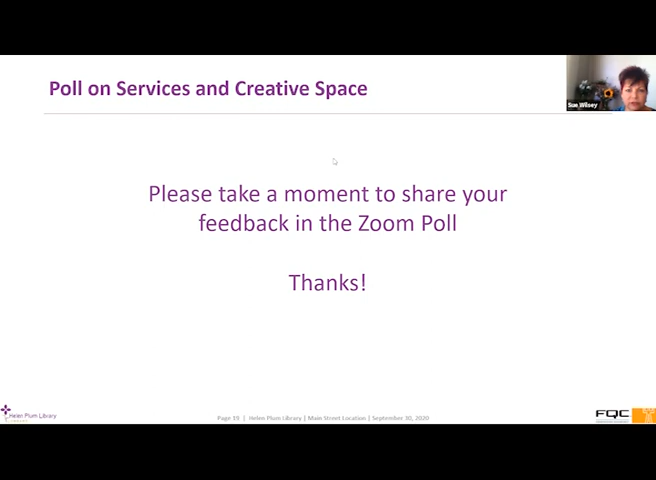 Poll on Services and Creative Space
Sue Wilsey
Please take a moment to share your
feedback in the Zoom Poll
Thanks!
Helen Plum Library
Page 19 | Helen Plum Library | Main Street Location | September 30, 2020
FQC